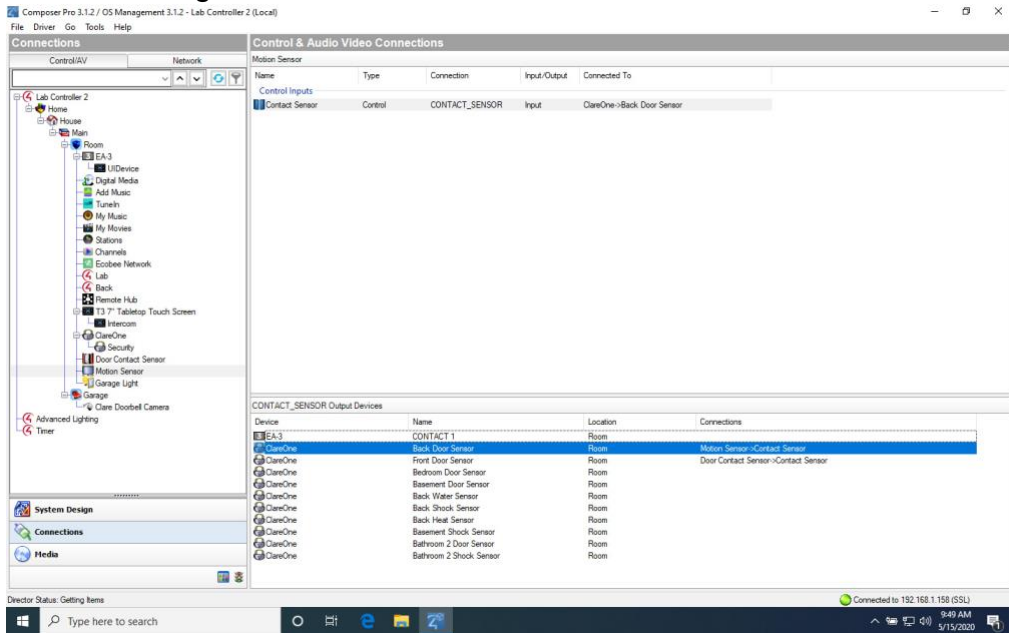 Composer Pro 3.1.2 / OS Management 3.1.2 - Lab Controller 2 (Local)
File Driver Go Tools Help
Connections
Control/AV Network
Lab Controller 2
Home
House
Main
Room
EA-3
UIDevice
Digital Media
Add Music
TuneIn
My Music
My Movies
Stations
Channels
Ecobee Network
Lab
Back
Remote Hub
T3 7" Tabletop Touch Screen
Intercom
ClareOne
Security
Door Contact Sensor
Motion Sensor
Garage Light
Garage
Clare Doorbell Camera
Advanced Lighting
Timer
System Design
Connections
Media
Control & Audio Video Connections
Motion Sensor
Name Type Connection Input/Output Connected To
Control Inputs
Contact Sensor Control CONTACT_SENSOR Input ClareOne->Back Door Sensor
CONTACT_SENSOR Output Devices
Device Name Location Connections
EA-3 CONTACT 1 Room
ClareOne Back Door Sensor Room Motion Sensor->Contact Sensor
ClareOne Front Door Sensor Room Door Contact Sensor->Contact Sensor
ClareOne Bedroom Door Sensor Room
ClareOne Basement Door Sensor Room
ClareOne Back Water Sensor Room
ClareOne Back Shock Sensor Room
ClareOne Back Heat Sensor Room
ClareOne Basement Shock Sensor Room
ClareOne Bathroom 2 Door Sensor Room
ClareOne Bathroom 2 Shock Sensor Room
Director Status: Getting Items Connected to 192.168.1.158 (SSL)
Type here to search
9:49 AM
5/15/2020